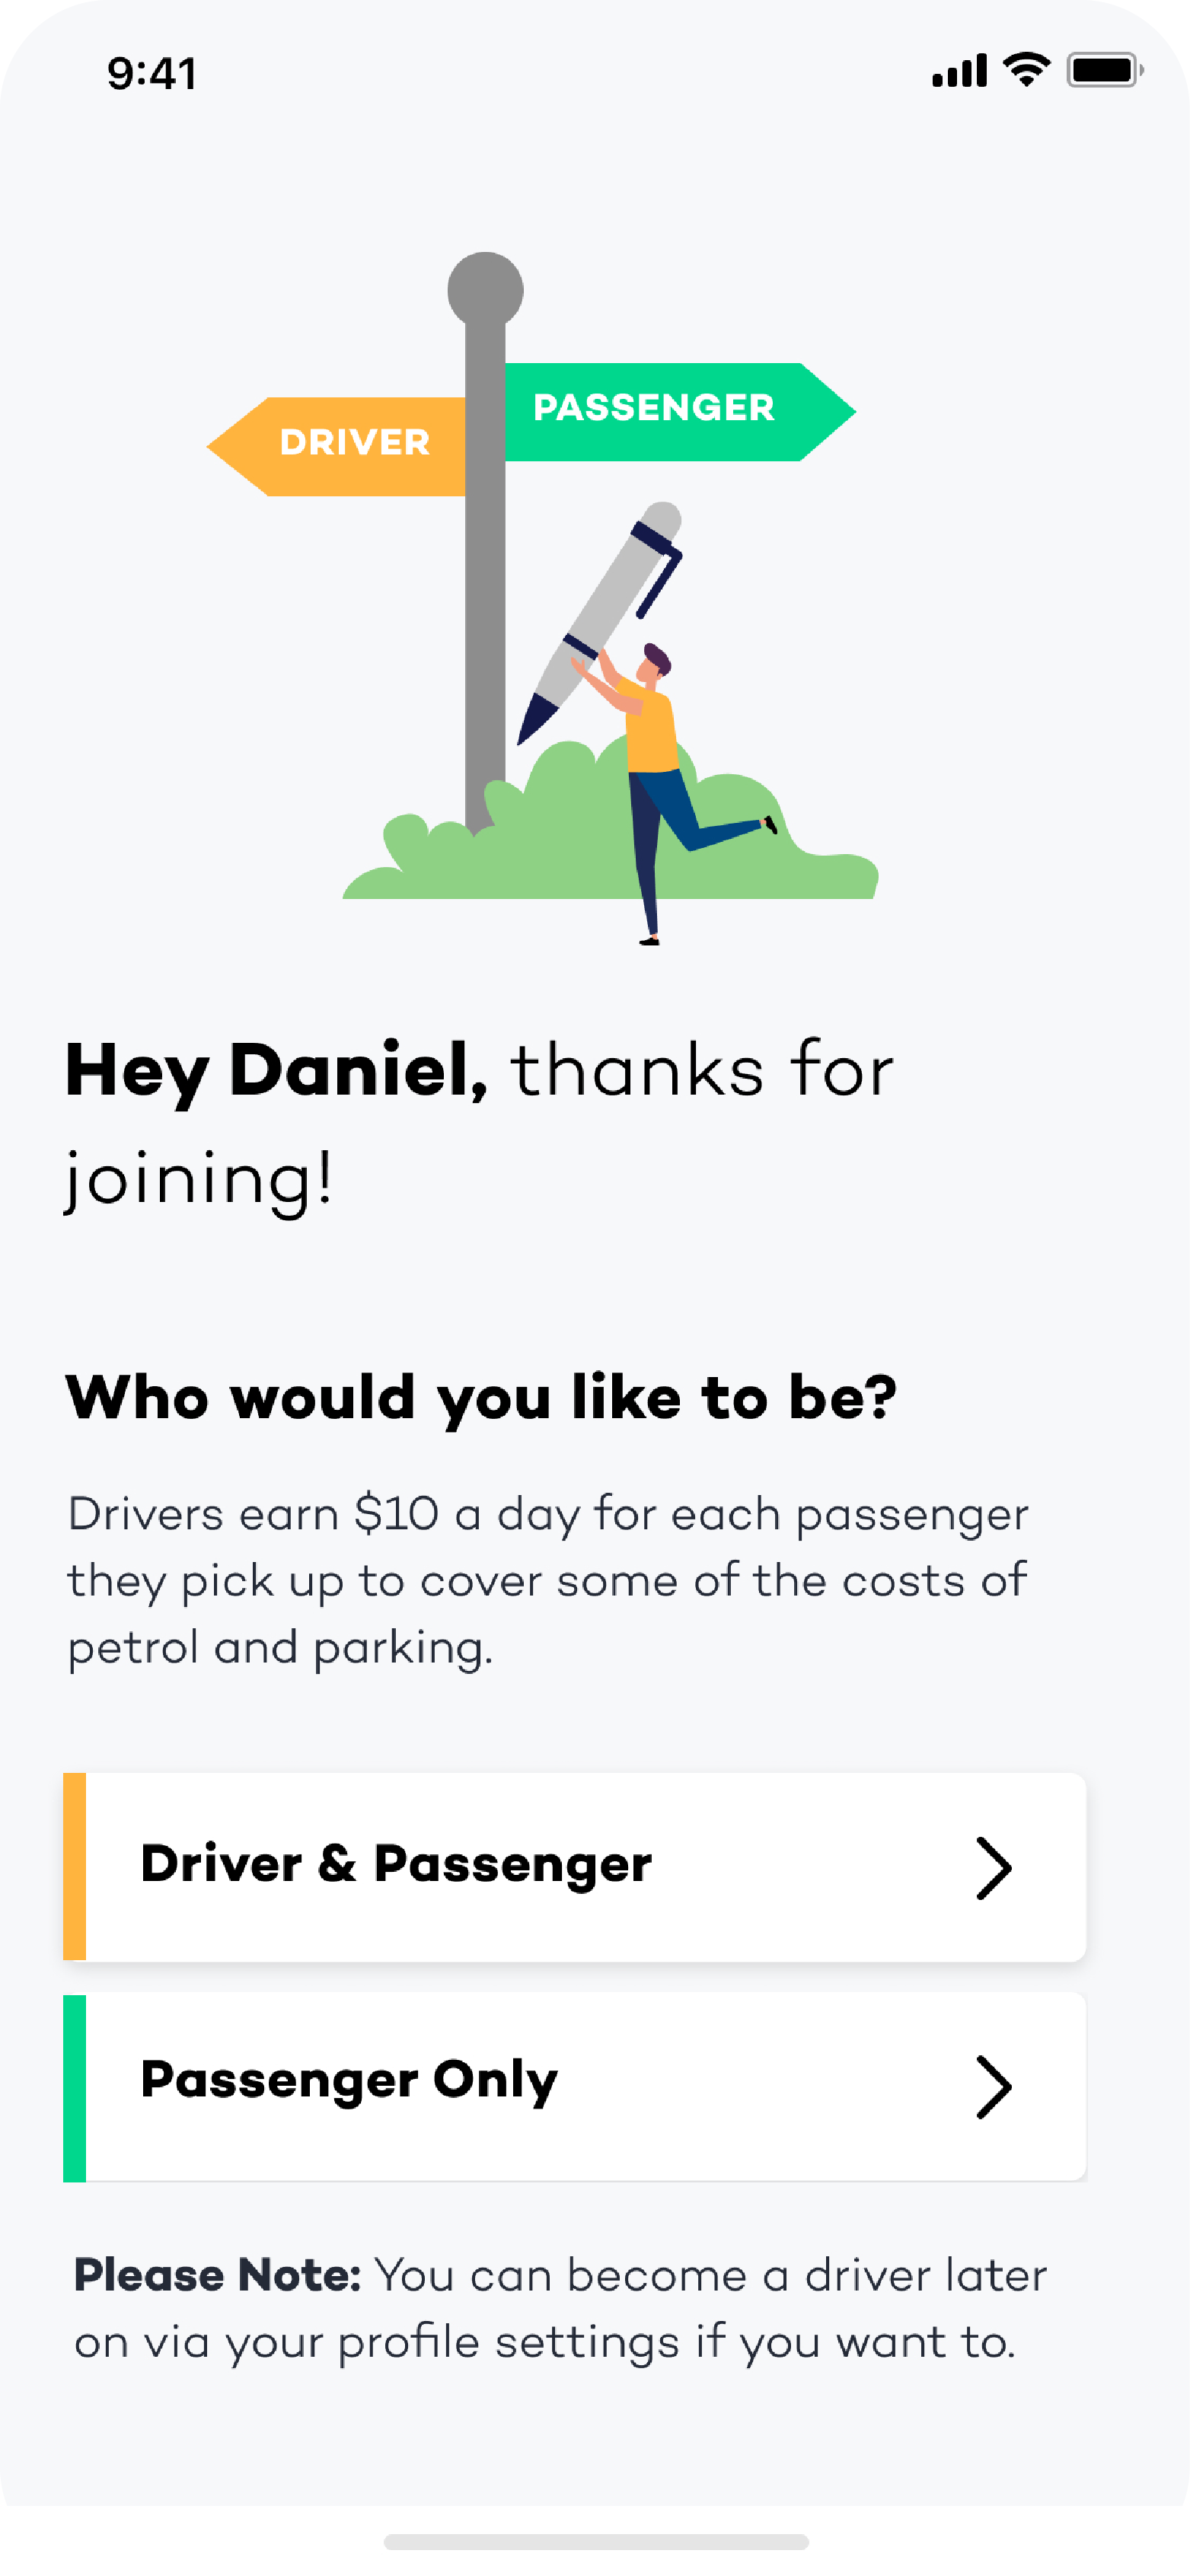 9:41
PASSENGER
DRIVER
Hey Daniel, thanks for
joining!
Who would you like to be?
Drivers earn $10 a day for each passenger
they pick up to cover some of the costs of
petrol and parking.
Driver & Passenger
Passenger Only
Please Note: You can become a driver later
on via your profile settings if you want to.